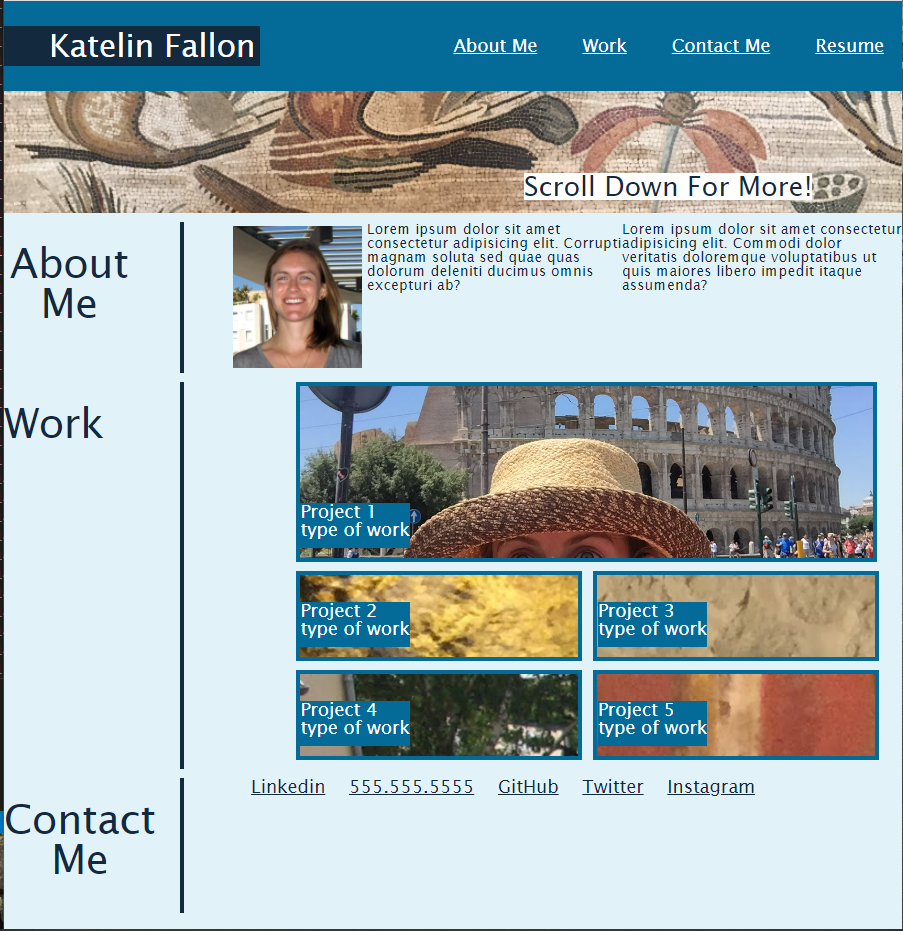 Katelin Fallon
About Me
Work
Contact Me
Resume
Scroll Down For More!
About
Me
Lorem ipsum dolor sit amet
consectetur adipisicing elit. Corrupti
magnam soluta sed quae quas
dolorum deleniti ducimus omnis
excepturi ab?
Lorem ipsum dolor sit amet consectetur
adipisicing elit. Commodi dolor
veritatis doloremque voluptatibus ut
quis maiores libero impedit itaque
assumenda?
Work
Project 1
type of work
Project 2
type of work
Project 3
type of work
Project 4
type of work
Project 5
type of work
Contact
Me
Linkedin
555.555.5555
GitHub
Twitter
Instagram